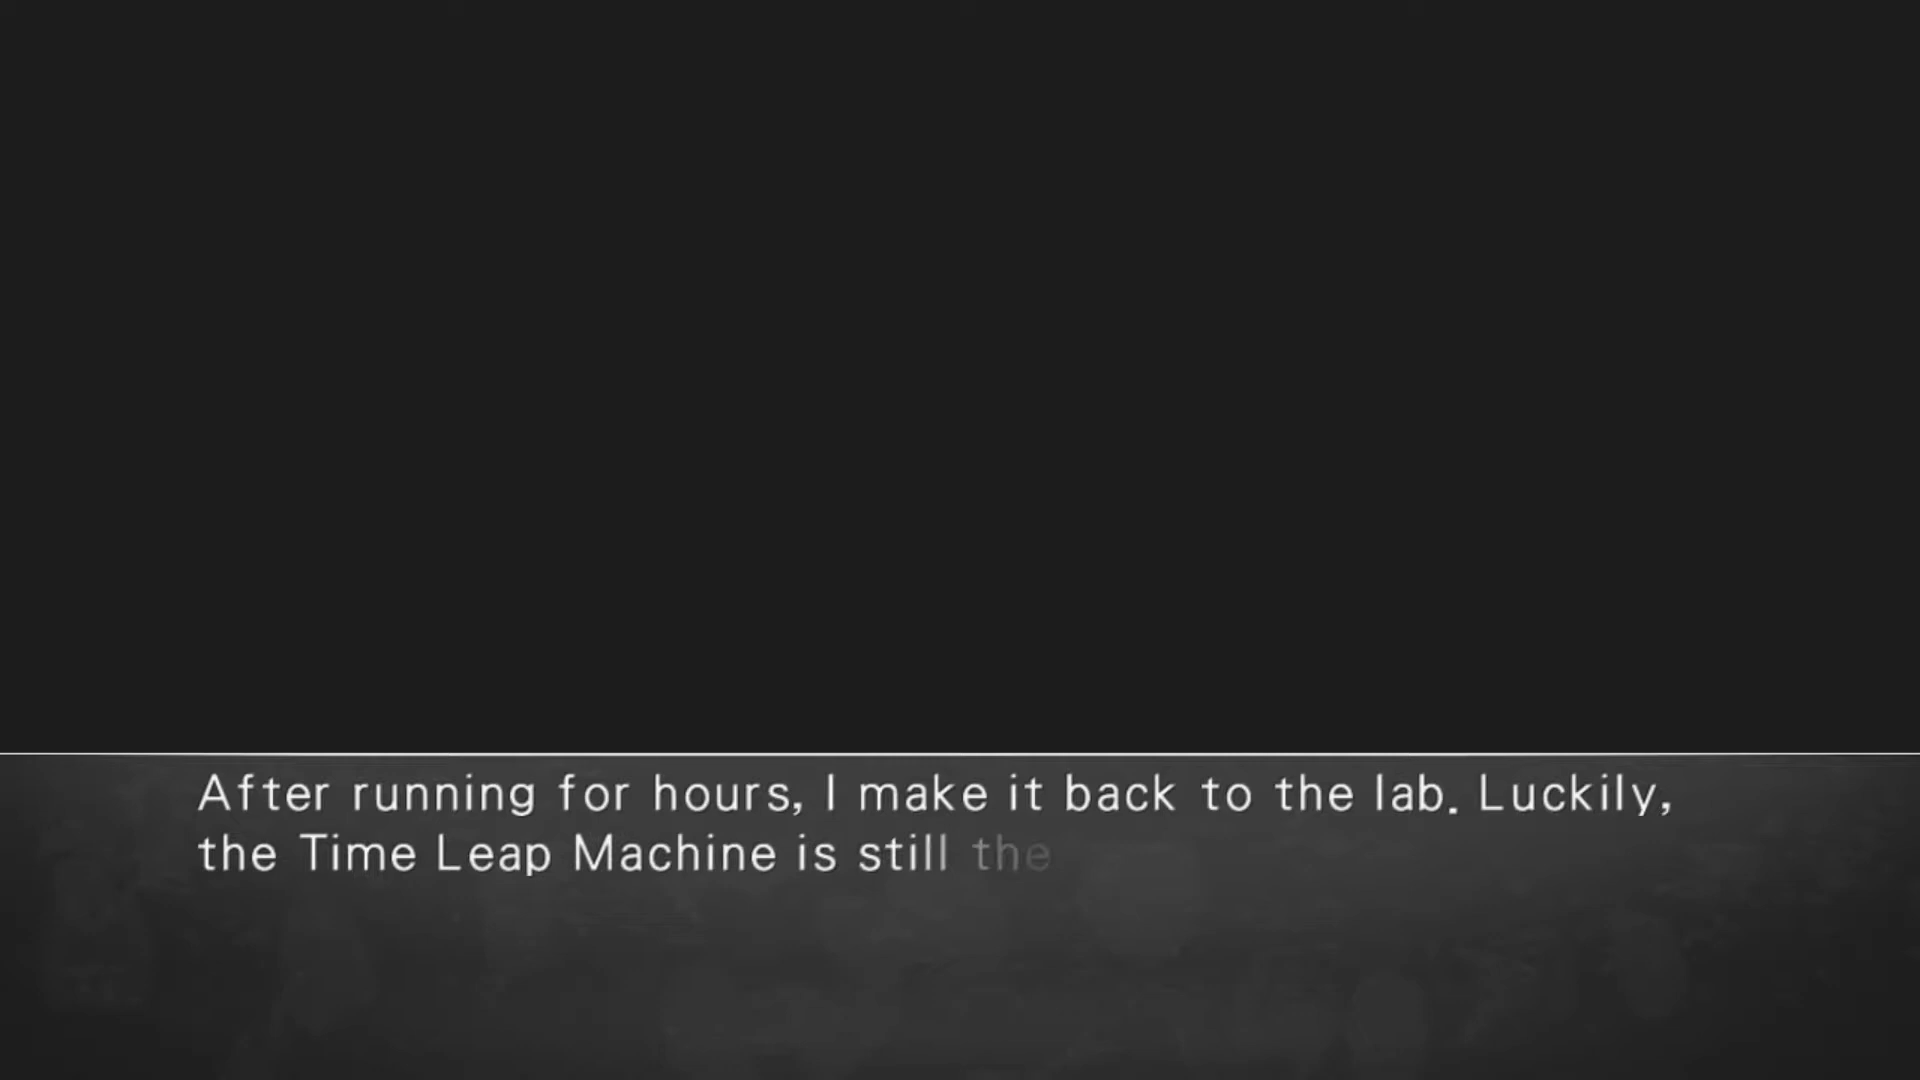 After running for hours, I make it back to the lab. Luckily,
the Time Leap Machine is still the